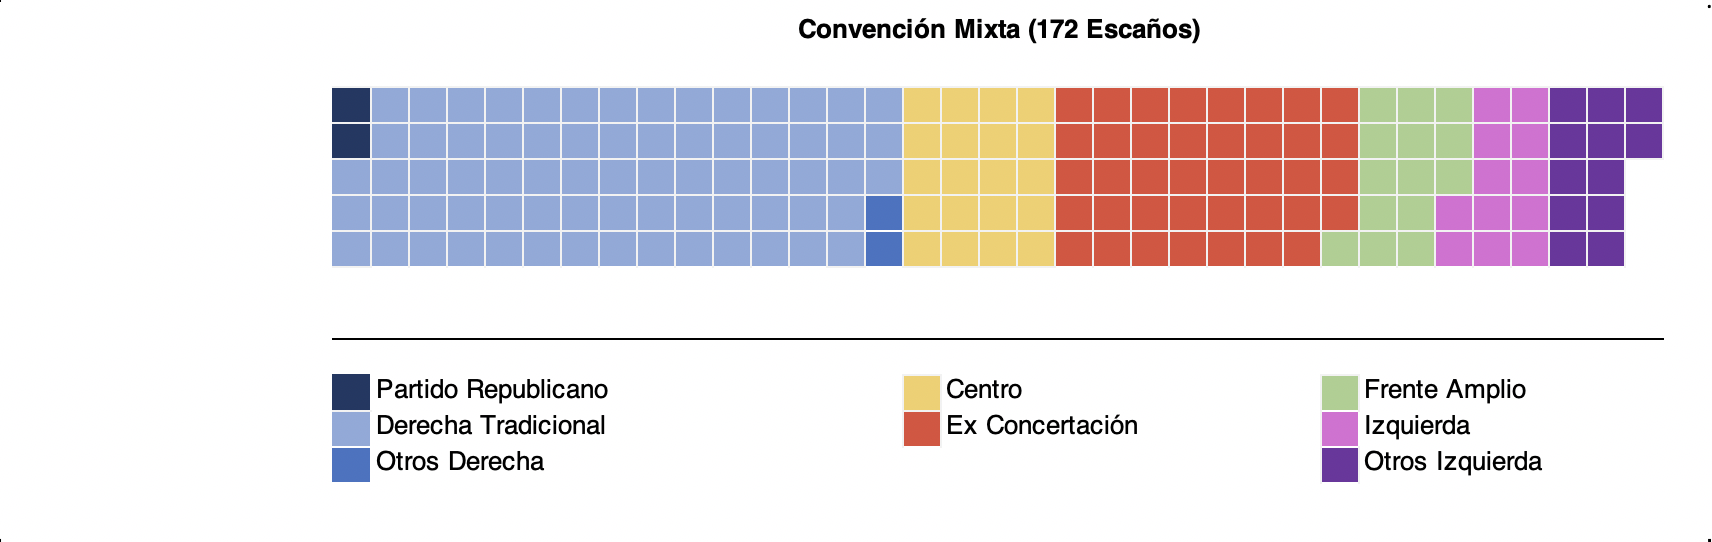 Convención Mixta (172 Escaños)
Partido Republicano
Derecha Tradicional
Otros Derecha
Centro
Ex Concertación
Frente Amplio
Izquierda
Otros Izquierda